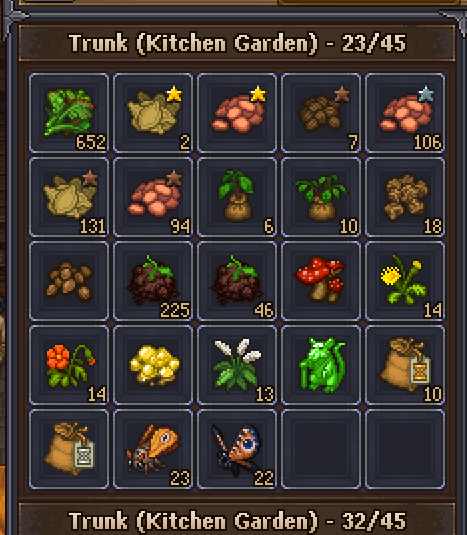 Trunk (Kitchen Garden) - 23/45
652 2 7 106
131 94 6 10 18
225 46 14
14 13 10
23 22
Trunk (Kitchen Garden) - 32/45